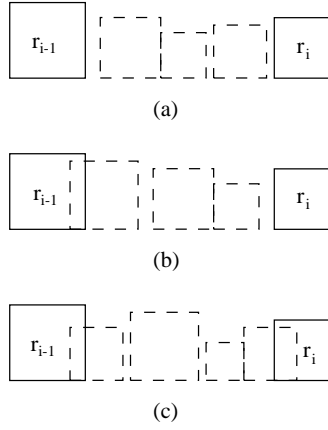 r_{i-1} r_i
(a)
r_{i-1} r_i
(b)
r_{i-1} r_i
(c)